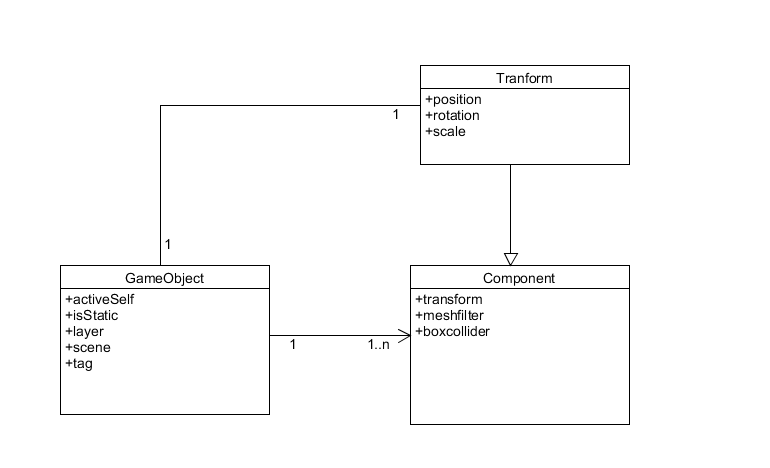 Tranform
+position
+rotation
+scale
1
1
GameObject
+activeSelf
+isStatic
+layer
+scene
+tag
1
1..n
Component
+transform
+meshfilter
+boxcollider